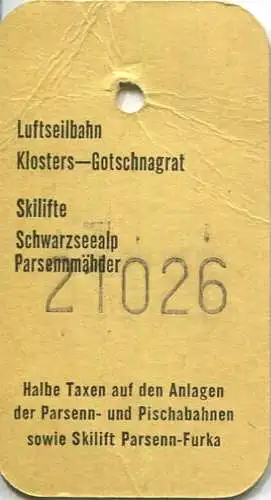 Luftseilbahn
Klosters—Gotschnagrat
Skilifte
Schwarzseealp
Parsennmähder
21026
Halbe Taxen auf den Anlagen
der Parsenn- und Pischabahnen
sowie Skilift Parsenn-Furka